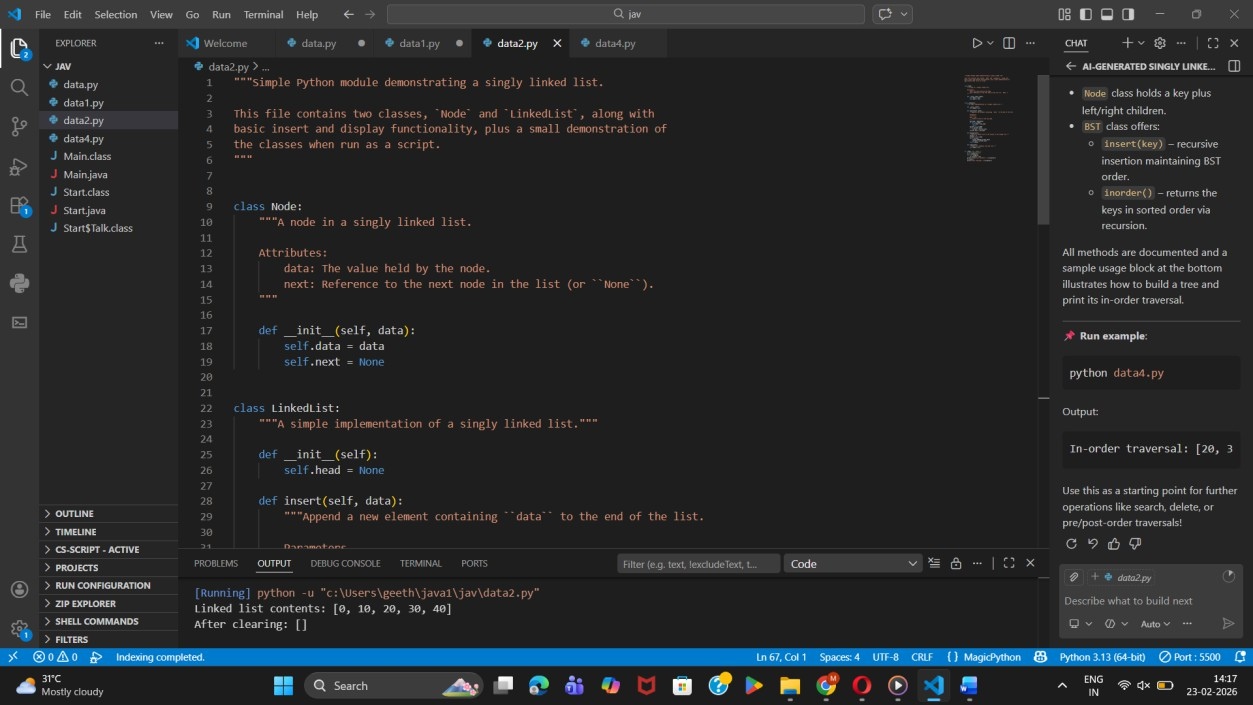 File Edit Selection View Go Run Terminal Help
jav
EXPLORER
JAV
data.py
data1.py
data2.py
data4.py
Main.class
Main.java
Start.class
Start.java
Start$Talk.class
OUTLINE
TIMELINE
CS-SCRIPT - ACTIVE
PROJECTS
RUN CONFIGURATION
ZIP EXPLORER
SHELL COMMANDS
FILTERS
2
1
1
Welcome
data.py
data1.py
data2.py
data4.py
data2.py > ...
1 """Simple Python module demonstrating a singly linked list.
2
3 This file contains two classes, `Node` and `LinkedList`, along with
4 basic insert and display functionality, plus a small demonstration of
5 the classes when run as a script.
6 """
7
8
9 class Node:
10 """A node in a singly linked list.
11
12 Attributes:
13 data: The value held by the node.
14 next: Reference to the next node in the list (or ``None``).
15 """
16
17 def __init__(self, data):
18 self.data = data
19 self.next = None
20
21
22 class LinkedList:
23 """A simple implementation of a singly linked list."""
24
25 def __init__(self):
26 self.head = None
27
28 def insert(self, data):
29 """Append a new element containing ``data`` to the end of the list.
30
31 Parameters
PROBLEMS OUTPUT DEBUG CONSOLE TERMINAL PORTS
Filter (e.g. text, !excludeText, t...
Code
[Running] python -u "c:\Users\geeth\java1\jav\data2.py"
Linked list contents: [0, 10, 20, 30, 40]
After clearing: []
CHAT
AI-GENERATED SINGLY LINKE...
Node class holds a key plus
left/right children.
BST class offers:
insert(key) – recursive
insertion maintaining BST
order.
inorder() – returns the
keys in sorted order via
recursion.
All methods are documented and a
sample usage block at the bottom
illustrates how to build a tree and
print its in-order traversal.
Run example:
python data4.py
Output:
In-order traversal: [20, 3
Use this as a starting point for further
operations like search, delete, or
pre/post-order traversals!
data2.py
Describe what to build next
Auto
0 0
Indexing completed.
Ln 67, Col 1 Spaces: 4 UTF-8 CRLF { } MagicPython Python 3.13 (64-bit) Port : 5500
31°C
Mostly cloudy
Search
ENG
IN
14:17
23-02-2026